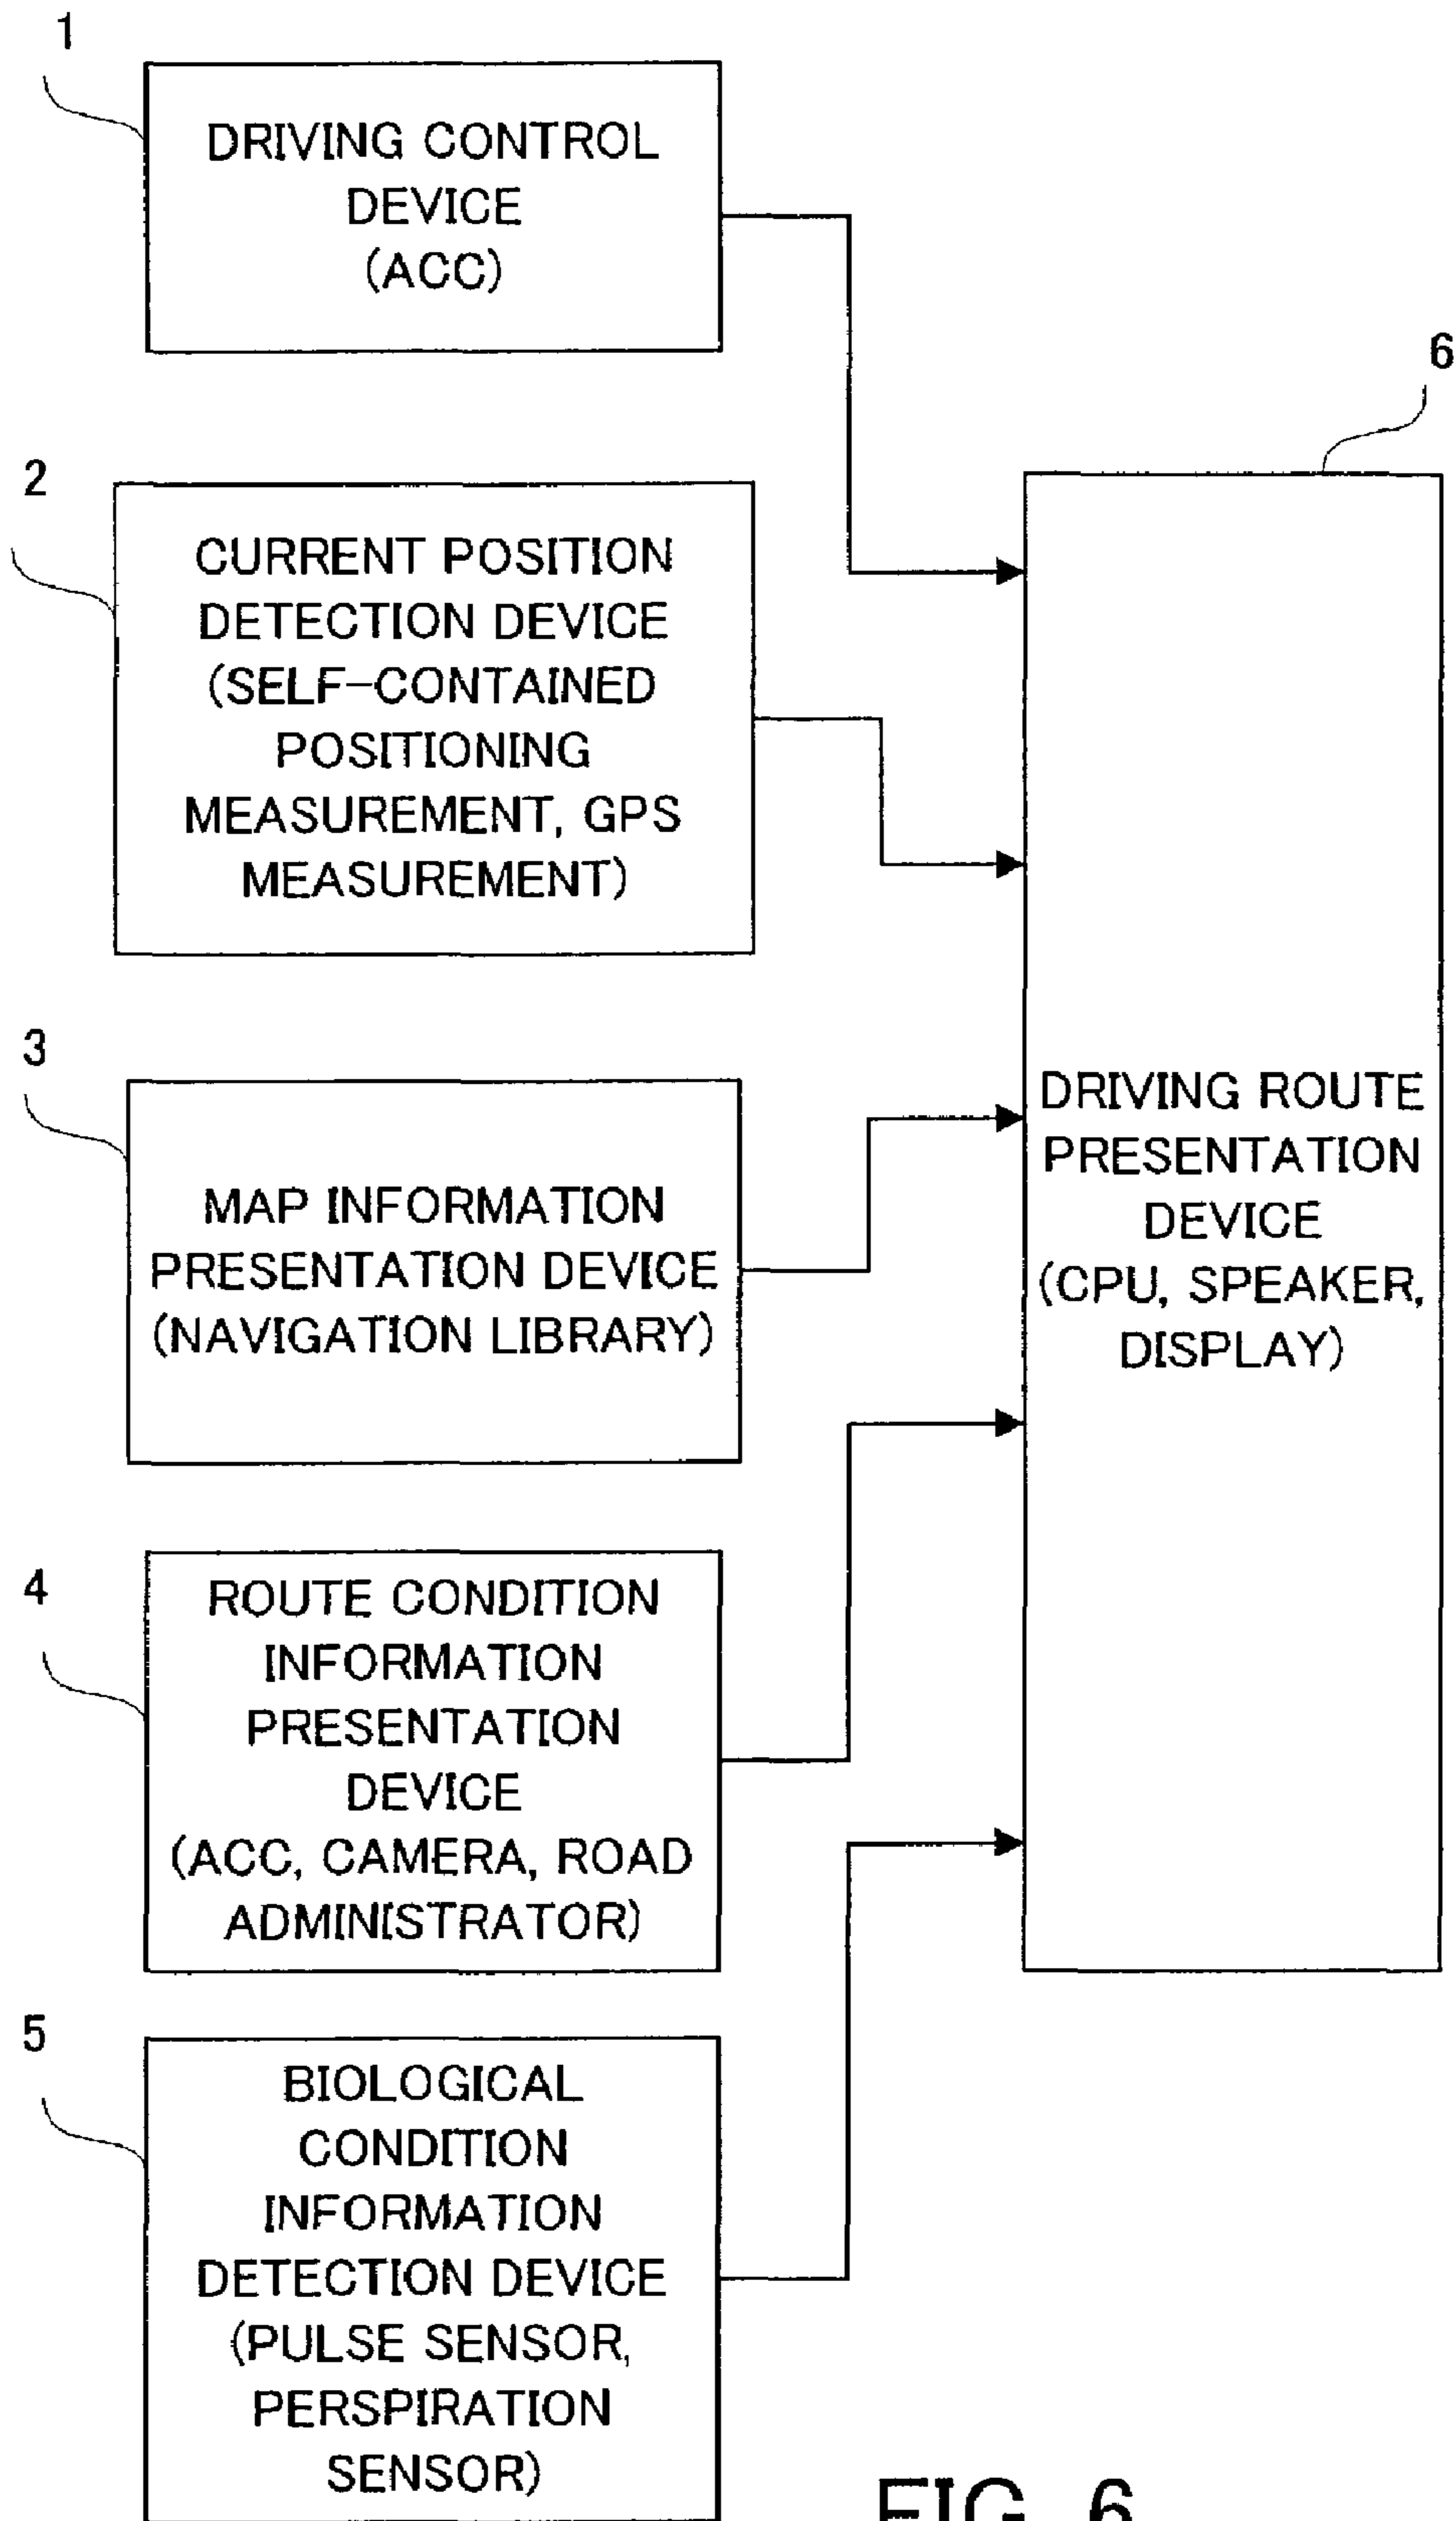 1
DRIVING CONTROL
DEVICE
(ACC)
2
CURRENT POSITION
DETECTION DEVICE
(SELF-CONTAINED
POSITIONING
MEASUREMENT, GPS
MEASUREMENT)
3
MAP INFORMATION
PRESENTATION DEVICE
(NAVIGATION LIBRARY)
4
ROUTE CONDITION
INFORMATION
PRESENTATION
DEVICE
(ACC, CAMERA, ROAD
ADMINISTRATOR)
5
BIOLOGICAL
CONDITION
INFORMATION
DETECTION DEVICE
(PULSE SENSOR,
PERSPIRATION
SENSOR)
6
DRIVING ROUTE
PRESENTATION
DEVICE
(CPU, SPEAKER,
DISPLAY)
FIG. 6